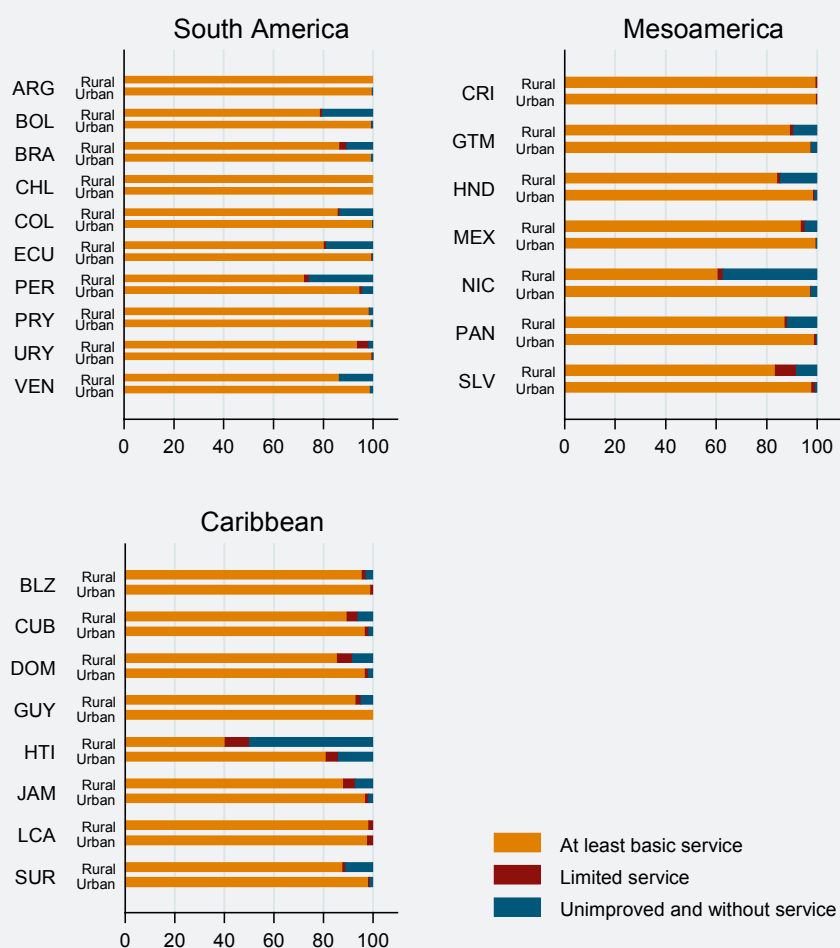 South America
ARG Rural
Urban
BOL Rural
Urban
BRA Rural
Urban
CHL Rural
Urban
COL Rural
Urban
ECU Rural
Urban
PER Rural
Urban
PRY Rural
Urban
URY Rural
Urban
VEN Rural
Urban
0 20 40 60 80 100
Mesoamerica
CRI Rural
Urban
GTM Rural
Urban
HND Rural
Urban
MEX Rural
Urban
NIC Rural
Urban
PAN Rural
Urban
SLV Rural
Urban
0 20 40 60 80 100
Caribbean
BLZ Rural
Urban
CUB Rural
Urban
DOM Rural
Urban
GUY Rural
Urban
HTI Rural
Urban
JAM Rural
Urban
LCA Rural
Urban
SUR Rural
Urban
0 20 40 60 80 100
At least basic service
Limited service
Unimproved and without service